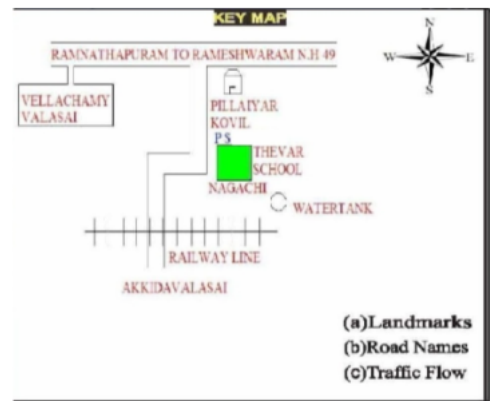 KEY MAP
N
RAMNATHAPURAM TO RAMESHWARAM N.H 49
W
E
S
VELLACHAMY
VALASAI
PILLAIYAR
KOVIL
PS
THEVAR
SCHOOL
NAGACHI
WATERTANK
RAILWAY LINE
AKKIDAVALASAI
(a)Landmarks
(b)Road Names
(c)Traffic Flow